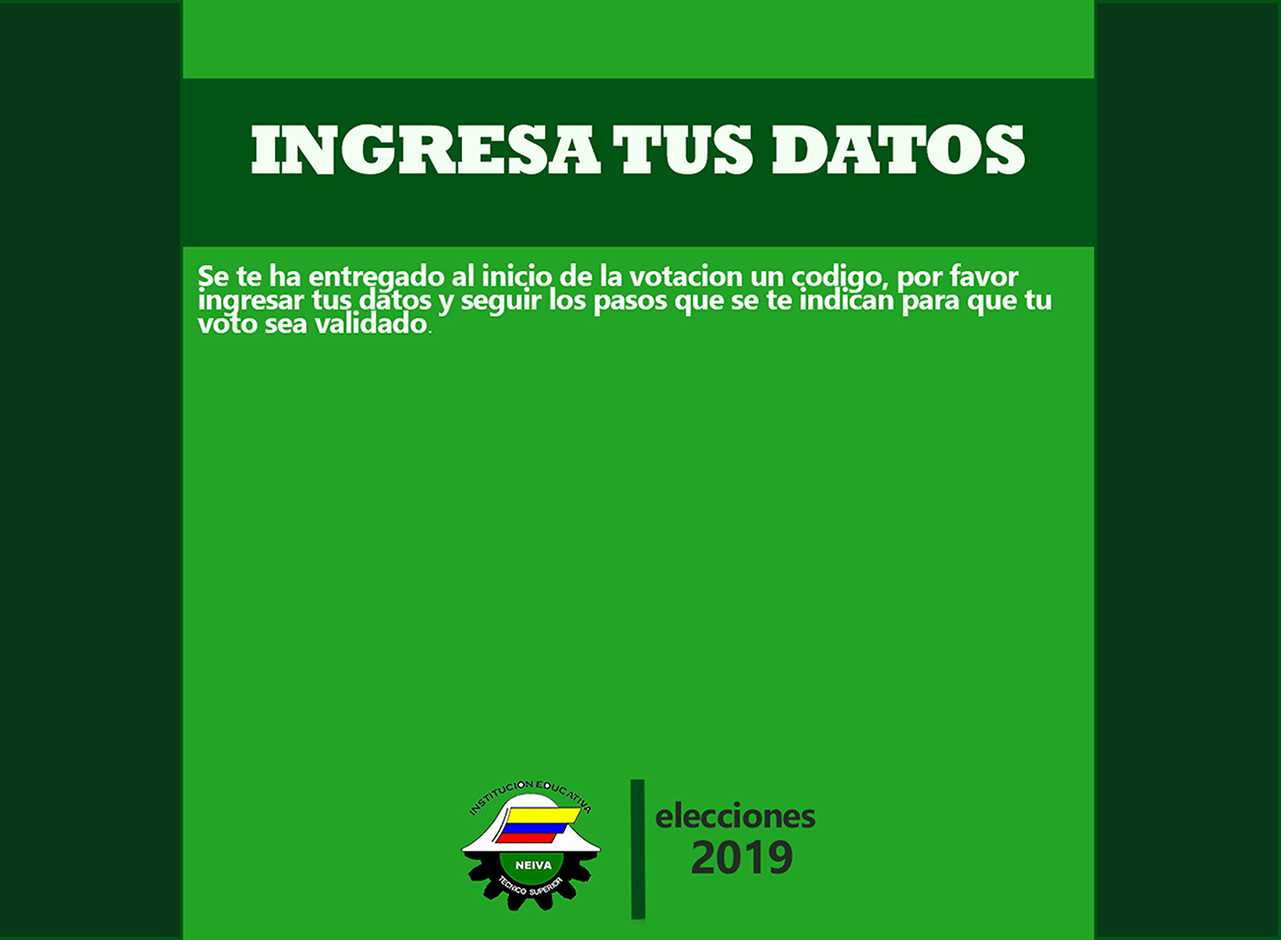 INGRESA TUS DATOS
Se te ha entregado al inicio de la votacion un codigo, por favor
ingresar tus datos y seguir los pasos que se te indican para que tu
voto sea validado.
INSTITUCION EDUCATIVA
NEIVA
TECNICO SUPERIOR
elecciones
2019